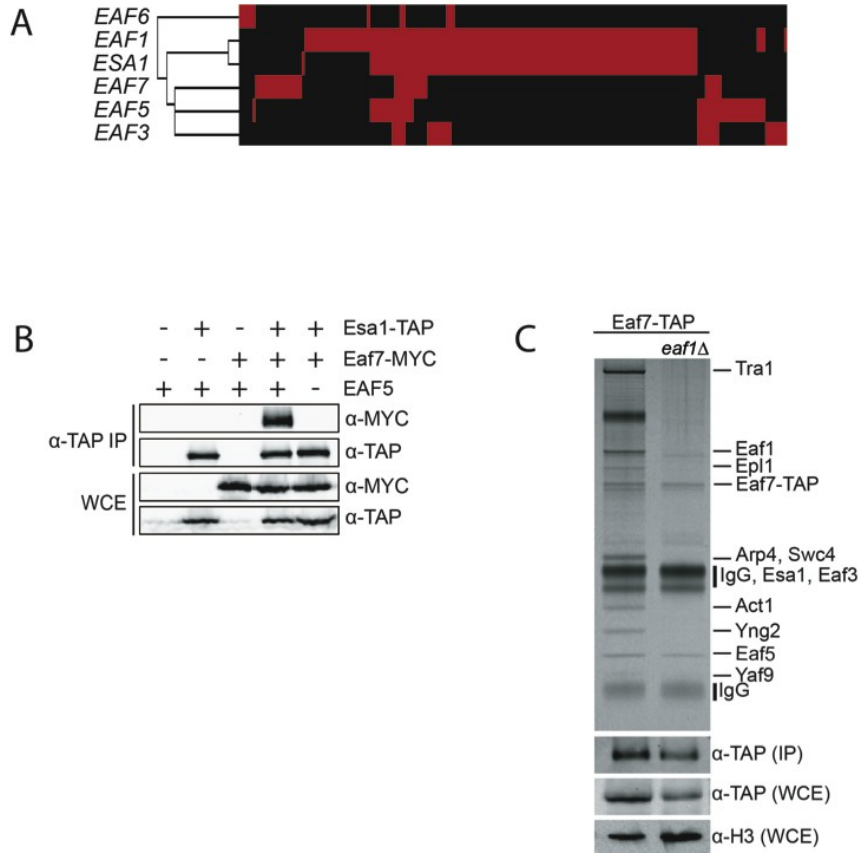 A
EAF6
EAF1
ESA1
EAF7
EAF5
EAF3
B
- + - + + Esa1-TAP
- - + + + Eaf7-MYC
+ + + + - EAF5
α-TAP IP
α-MYC
α-TAP
WCE
α-MYC
α-TAP
C
Eaf7-TAP
eaf1Δ
Tra1
Eaf1
Epl1
Eaf7-TAP
Arp4, Swc4
IgG, Esa1, Eaf3
Act1
Yng2
Eaf5
Yaf9
IgG
α-TAP (IP)
α-TAP (WCE)
α-H3 (WCE)